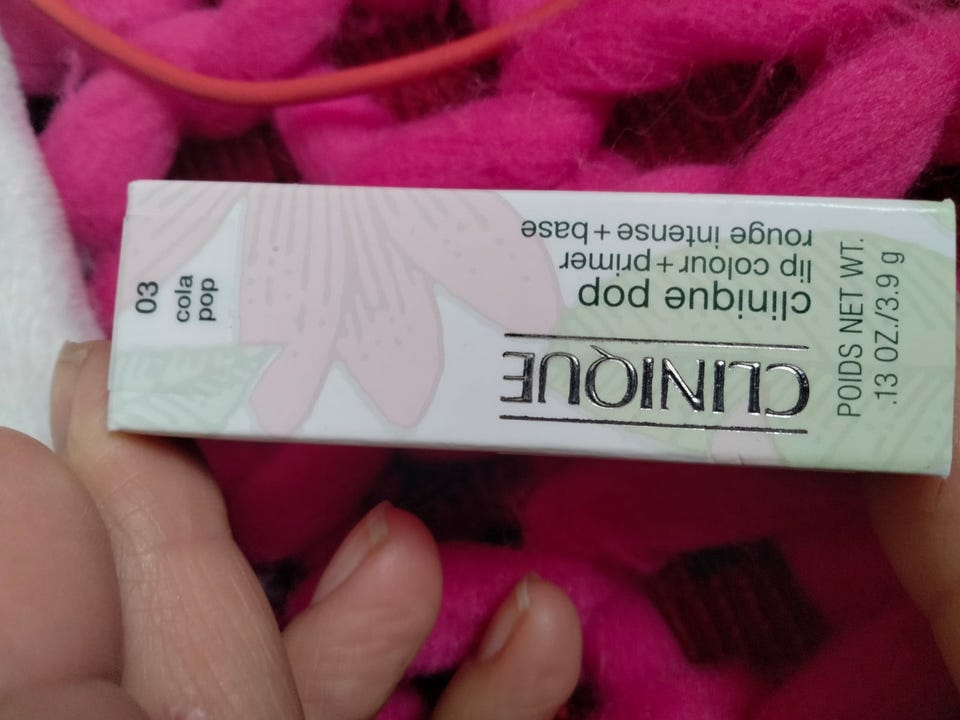 CLINIQUE
clinique pop
lip colour + primer
rouge intense + base
POIDS NET WT.
.13 OZ./3.9 g
03
cola
pop